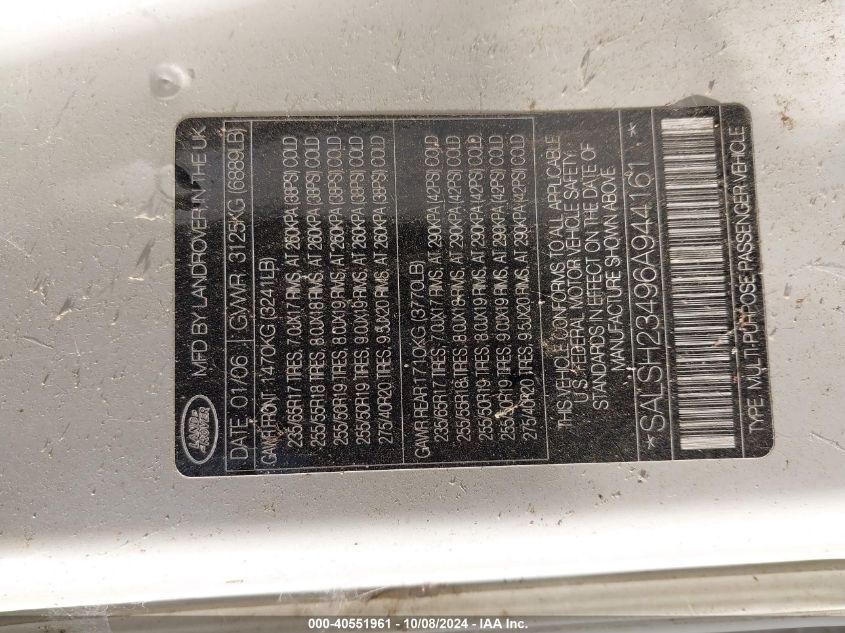 LAND ROVER
MFD BY LANDROVER IN THE UK
DATE: 01/06 GVWR: 3125KG (6889LB)
GAWR FRONT 1470KG (3241LB)
235/65R17 TIRES, 7.0JX17 RIMS, AT 260KPA (38PSI) COLD
255/55R18 TIRES, 8.0JX18 RIMS, AT 260KPA (38PSI) COLD
255/50R19 TIRES, 8.0JX19 RIMS, AT 260KPA (38PSI) COLD
255/50R19 TIRES, 9.0JX19 RIMS, AT 260KPA (38PSI) COLD
275/40R20 TIRES, 9.5JX20 RIMS, AT 260KPA (38PSI) COLD
GAWR REAR 1710KG (3770LB)
235/65R17 TIRES, 7.0JX17 RIMS, AT 290KPA (42PSI) COLD
255/55R18 TIRES, 8.0JX18 RIMS, AT 290KPA (42PSI) COLD
255/50R19 TIRES, 8.0JX19 RIMS, AT 290KPA (42PSI) COLD
255/50R19 TIRES, 9.0JX19 RIMS, AT 290KPA (42PSI) COLD
275/40R20 TIRES, 9.5JX20 RIMS, AT 290KPA (42PSI) COLD
THIS VEHICLE CONFORMS TO ALL APPLICABLE
U.S. FEDERAL MOTOR VEHICLE SAFETY
STANDARDS IN EFFECT ON THE DATE OF
MANUFACTURE SHOWN ABOVE
*SALSH23496A944161*
TYPE: MULTI-PURPOSE PASSENGER VEHICLE
000-40551961 - 10/08/2024 - IAA Inc.